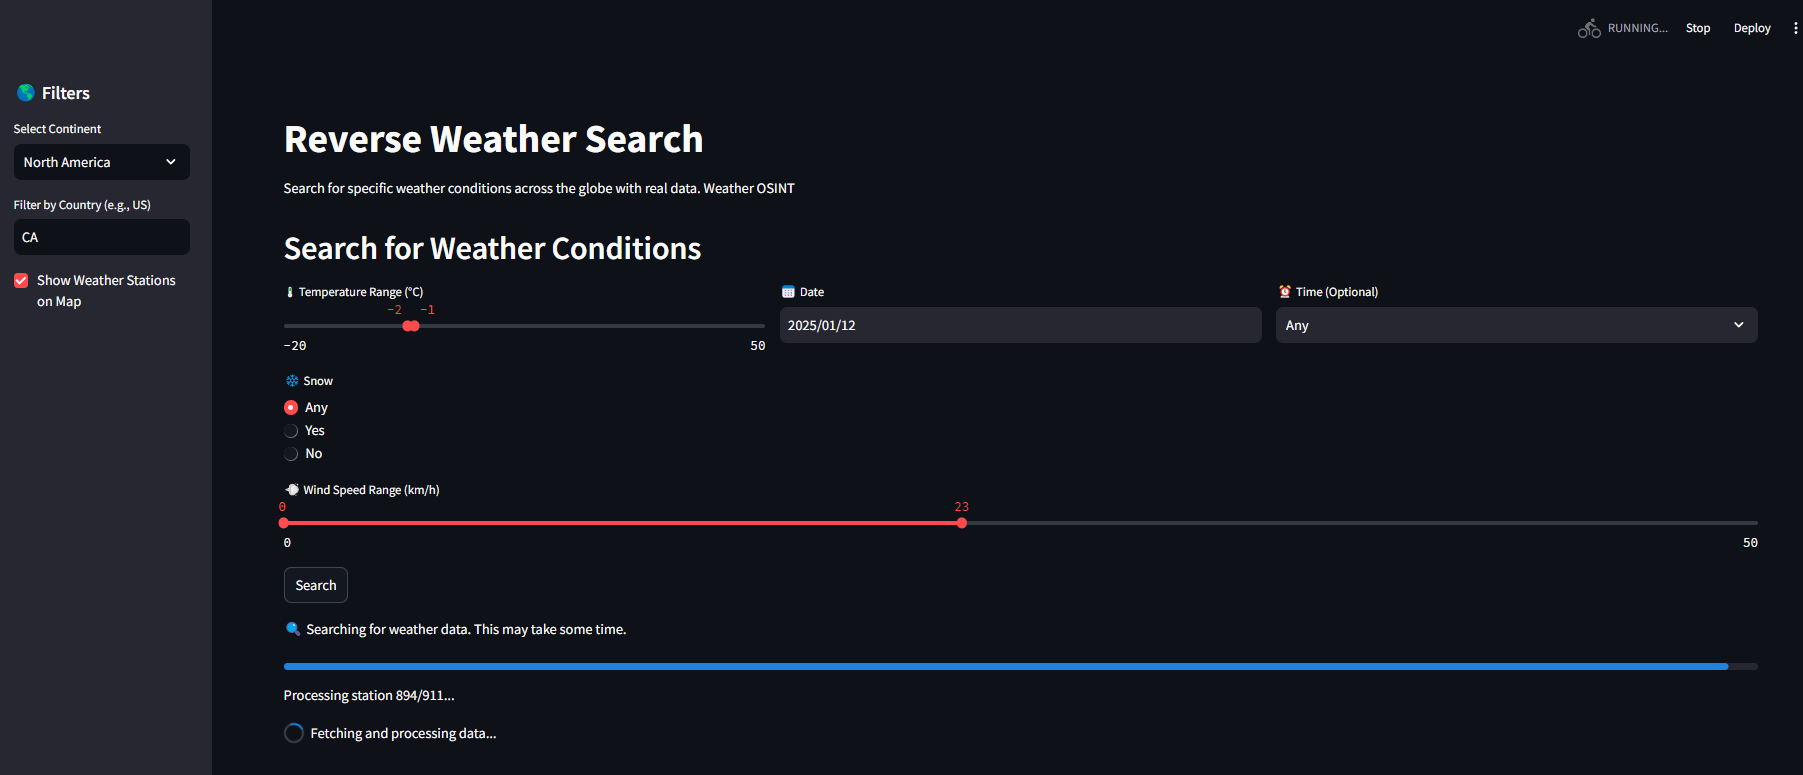 RUNNING...
Stop
Deploy
Filters
Select Continent
North America
Filter by Country (e.g., US)
CA
Show Weather Stations
on Map
Reverse Weather Search
Search for specific weather conditions across the globe with real data. Weather OSINT
Search for Weather Conditions
Temperature Range (°C)
−2 −1
−20 50
Date
2025/01/12
Time (Optional)
Any
Snow
Any
Yes
No
Wind Speed Range (km/h)
0 23
0 50
Search
Searching for weather data. This may take some time.
Processing station 894/911...
Fetching and processing data...